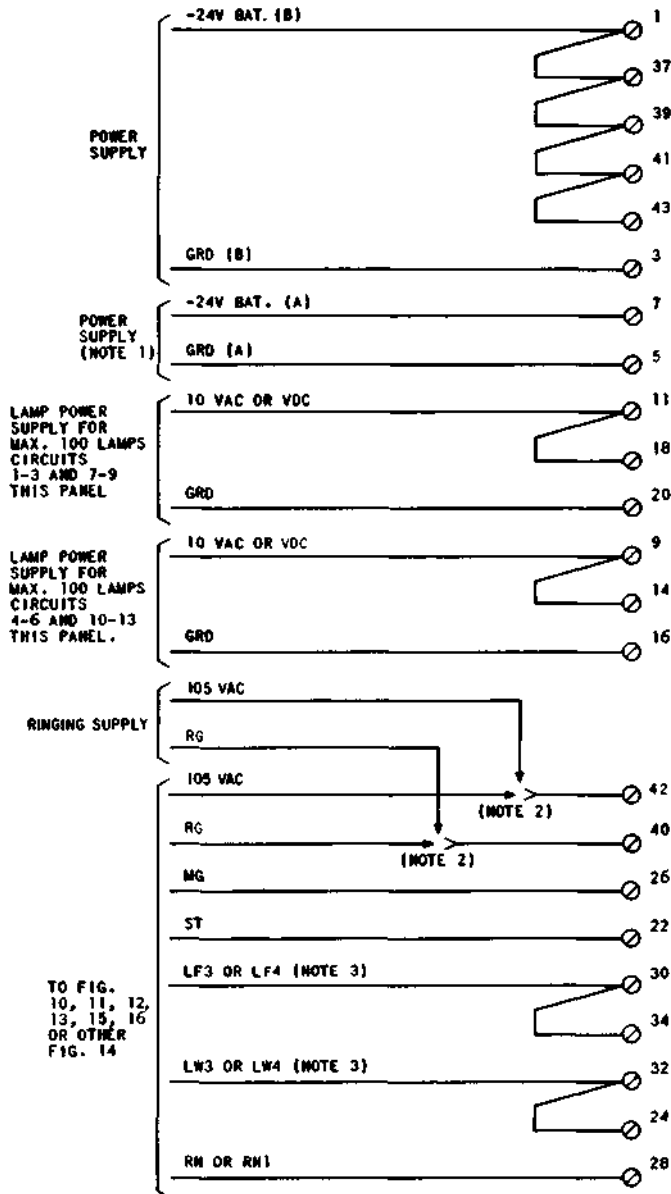 -24V BAT. (B) 1
37
39
POWER
SUPPLY
41
43
GRD (B) 3
-24V BAT. (A) 7
POWER
SUPPLY
(NOTE 1)
GRD (A) 5
10 VAC OR VDC 11
LAMP POWER
SUPPLY FOR
MAX. 100 LAMPS
CIRCUITS
1-3 AND 7-9
THIS PANEL
18
GRD 20
10 VAC OR VDC 9
LAMP POWER
SUPPLY FOR
MAX. 100 LAMPS
CIRCUITS
4-6 AND 10-13
THIS PANEL.
14
GRD 16
105 VAC
RINGING SUPPLY
RG
105 VAC 42
(NOTE 2)
RG 40
(NOTE 2)
MG 26
ST 22
LF3 OR LF4 (NOTE 3) 30
TO FIG.
10, 11, 12,
13, 15, 16
OR OTHER
FIG. 14
34
LW3 OR LW4 (NOTE 3) 32
24
RM OR RM1 28